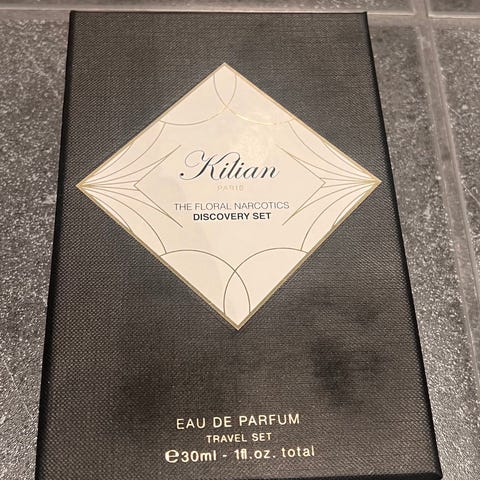 Kilian
PARIS
THE FLORAL NARCOTICS
DISCOVERY SET
EAU DE PARFUM
TRAVEL SET
℮30ml - 1fl.oz. total